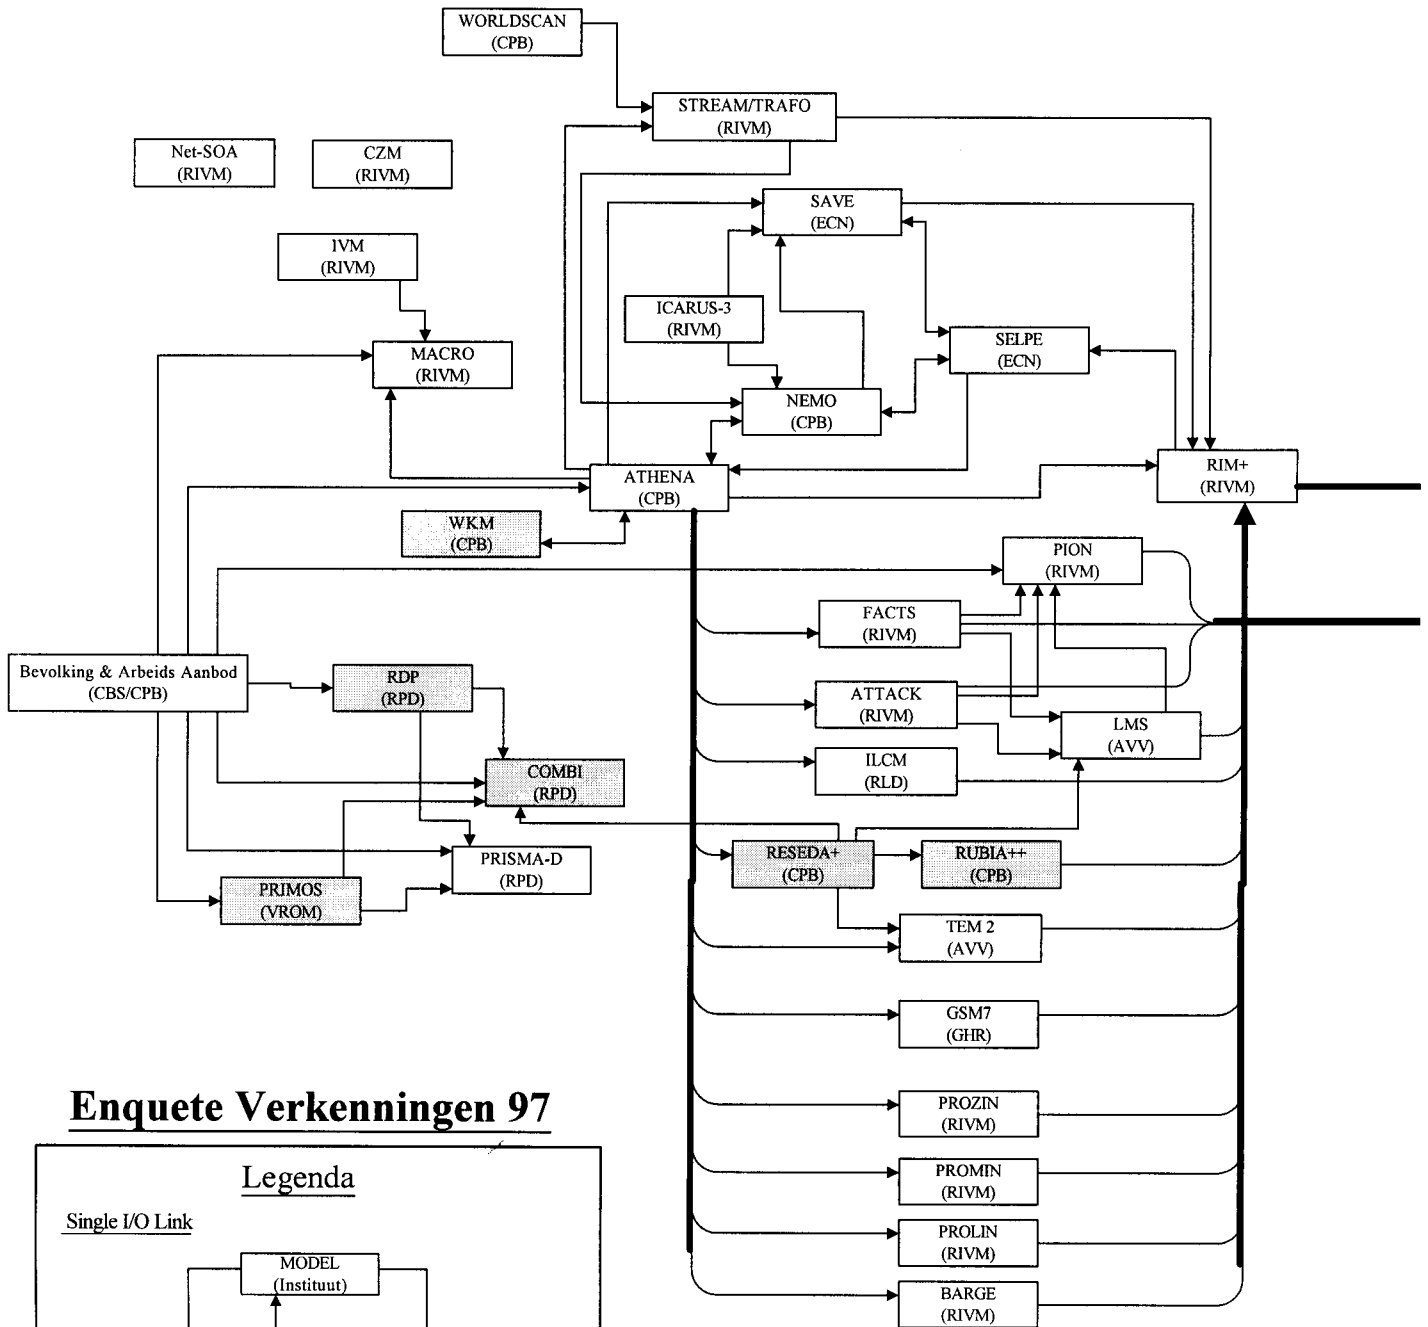 WORLDSCAN
(CPB)
STREAM/TRAFO
(RIVM)
Net-SOA
(RIVM)
CZM
(RIVM)
SAVE
(ECN)
IVM
(RIVM)
ICARUS-3
(RIVM)
SELPE
(ECN)
MACRO
(RIVM)
NEMO
(CPB)
ATHENA
(CPB)
RIM+
(RIVM)
WKM
(CPB)
PION
(RIVM)
FACTS
(RIVM)
Bevolking & Arbeids Aanbod
(CBS/CPB)
RDP
(RPD)
ATTACK
(RIVM)
LMS
(AVV)
COMBI
(RPD)
ILCM
(RLD)
PRISMA-D
(RPD)
RESEDA+
(CPB)
RUBIA++
(CPB)
PRIMOS
(VROM)
TEM 2
(AVV)
GSM7
(GHR)
PROZIN
(RIVM)
PROMIN
(RIVM)
PROLIN
(RIVM)
BARGE
(RIVM)
Enquete Verkenningen 97
Legenda
Single I/O Link
MODEL
(Instituut)